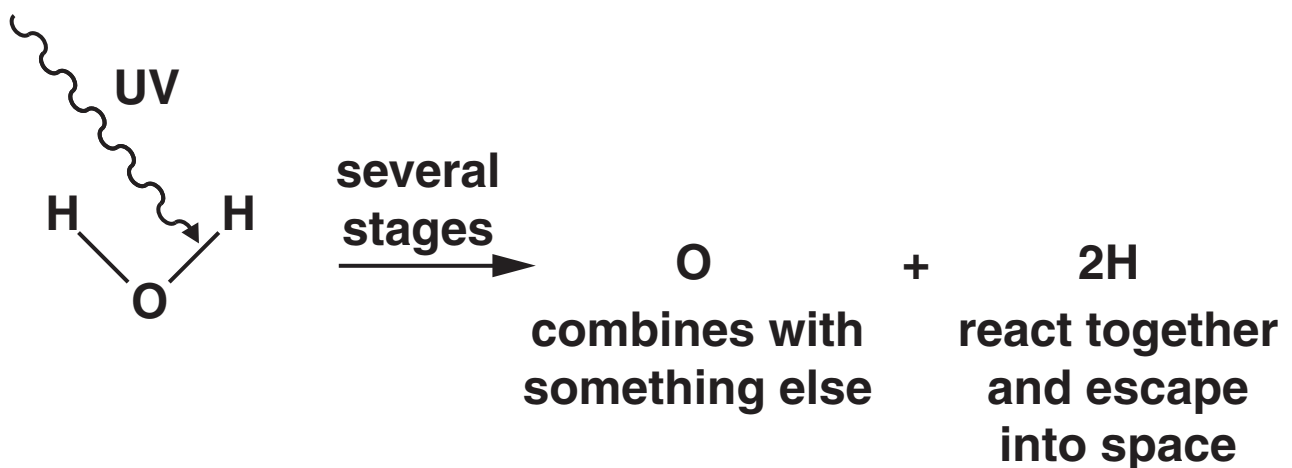 UV
H
H
O
several
stages
O + 2H
combines with
something else
react together
and escape
into space